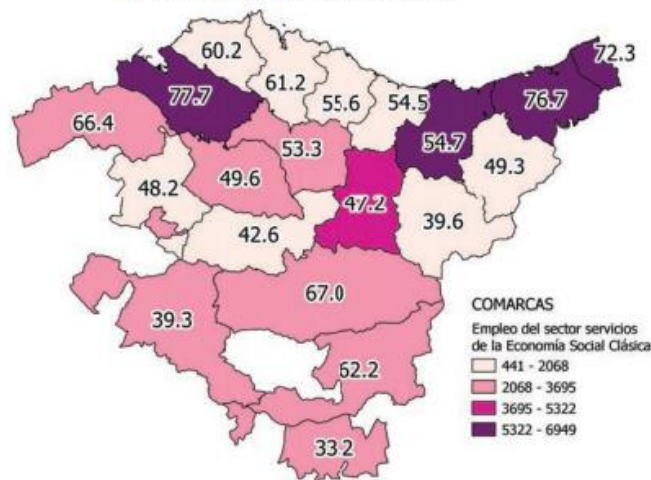 60.2
72.3
61.2
77.7
76.7
55.6
54.5
66.4
53.3
54.7
49.3
49.6
48.2
47.2
39.6
42.6
67.0
COMARCAS
39.3
Empleo del sector servicios
de la Economía Social Clásica
441 - 2068
62.2
2068 - 3695
3695 - 5322
5322 - 6949
33.2